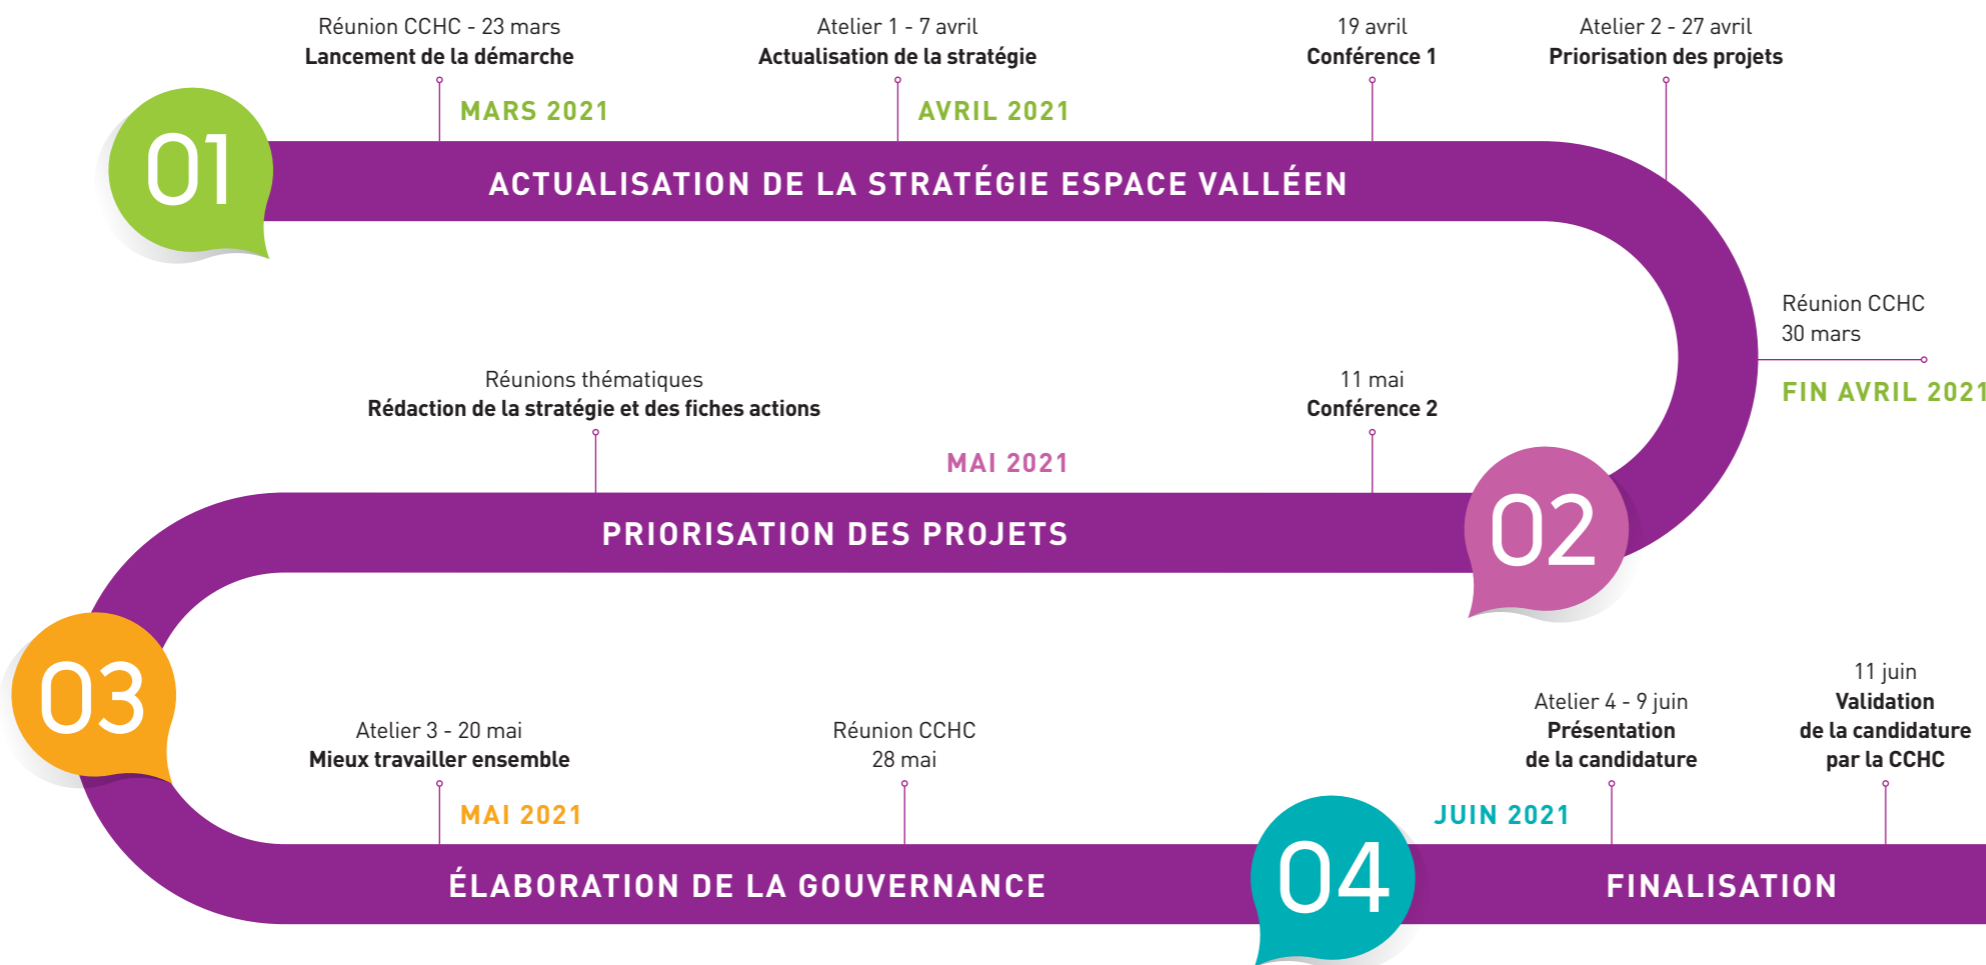 Réunion CCHC - 23 mars
Lancement de la démarche
MARS 2021
Atelier 1 - 7 avril
Actualisation de la stratégie
AVRIL 2021
19 avril
Conférence 1
Atelier 2 - 27 avril
Priorisation des projets
01
ACTUALISATION DE LA STRATÉGIE ESPACE VALLÉEN
Réunion CCHC
30 mars
FIN AVRIL 2021
Réunions thématiques
Rédaction de la stratégie et des fiches actions
MAI 2021
11 mai
Conférence 2
02
PRIORISATION DES PROJETS
03
Atelier 3 - 20 mai
Mieux travailler ensemble
MAI 2021
Réunion CCHC
28 mai
ÉLABORATION DE LA GOUVERNANCE
04
JUIN 2021
Atelier 4 - 9 juin
Présentation
de la candidature
11 juin
Validation
de la candidature
par la CCHC
FINALISATION